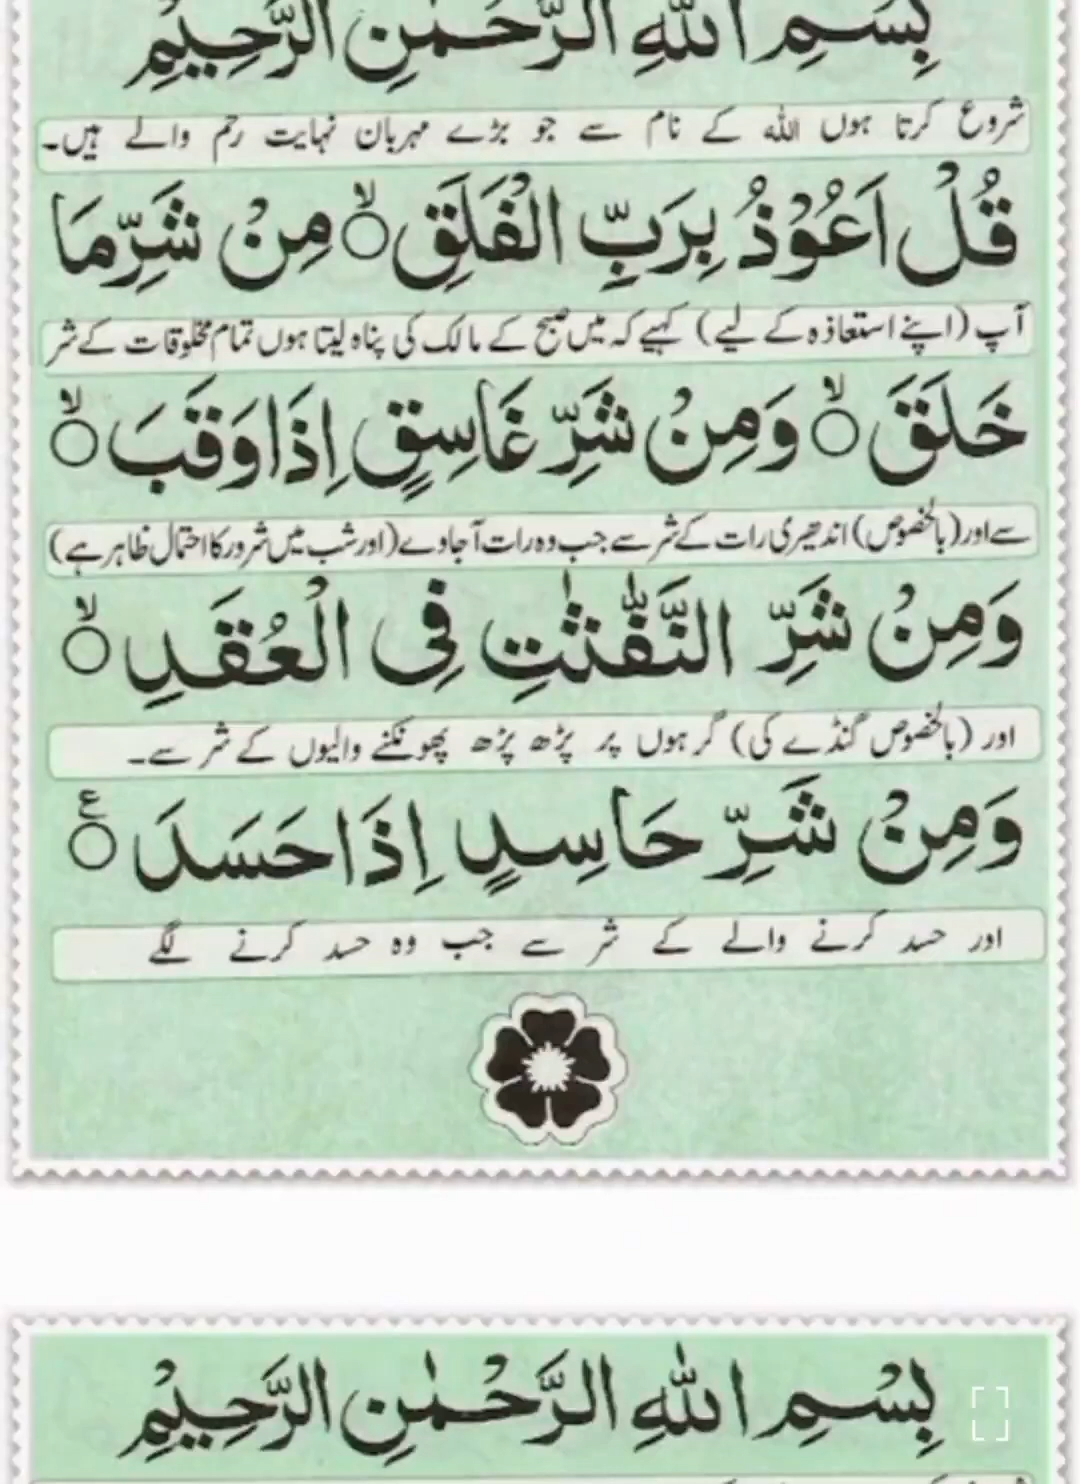 بِسْمِ اللّٰهِ الرَّحْمٰنِ الرَّحِيْمِ
شروع کرتا ہوں اللہ کے نام سے جو بڑے مہربان نہایت رحم والے ہیں۔
قُلْ اَعُوْذُ بِرَبِّ الْفَلَقِ ۙ مِنْ شَرِّ مَا
آپ (اپنے استعاذہ کے لیے) کہیے کہ میں صبح کے مالک کی پناہ لیتا ہوں تمام مخلوقات کے شر
خَلَقَ ۙ وَمِنْ شَرِّ غَاسِقٍ اِذَا وَقَبَ ۙ
سے اور (بالخصوص) اندھیری رات کے شر سے جب وہ رات آجاوے (اور شب میں شرور کا احتمال ظاہر ہے)
وَمِنْ شَرِّ النَّفّٰثٰتِ فِی الْعُقَدِ ۙ
اور (بالخصوص گنڈے کی) گرہوں پر پڑھ پڑھ پھونکنے والیوں کے شر سے۔
وَمِنْ شَرِّ حَاسِدٍ اِذَا حَسَدَ ۧ
اور حسد کرنے والے کے شر سے جب وہ حسد کرنے لگے
بِسْمِ اللّٰهِ الرَّحْمٰنِ الرَّحِيْمِ